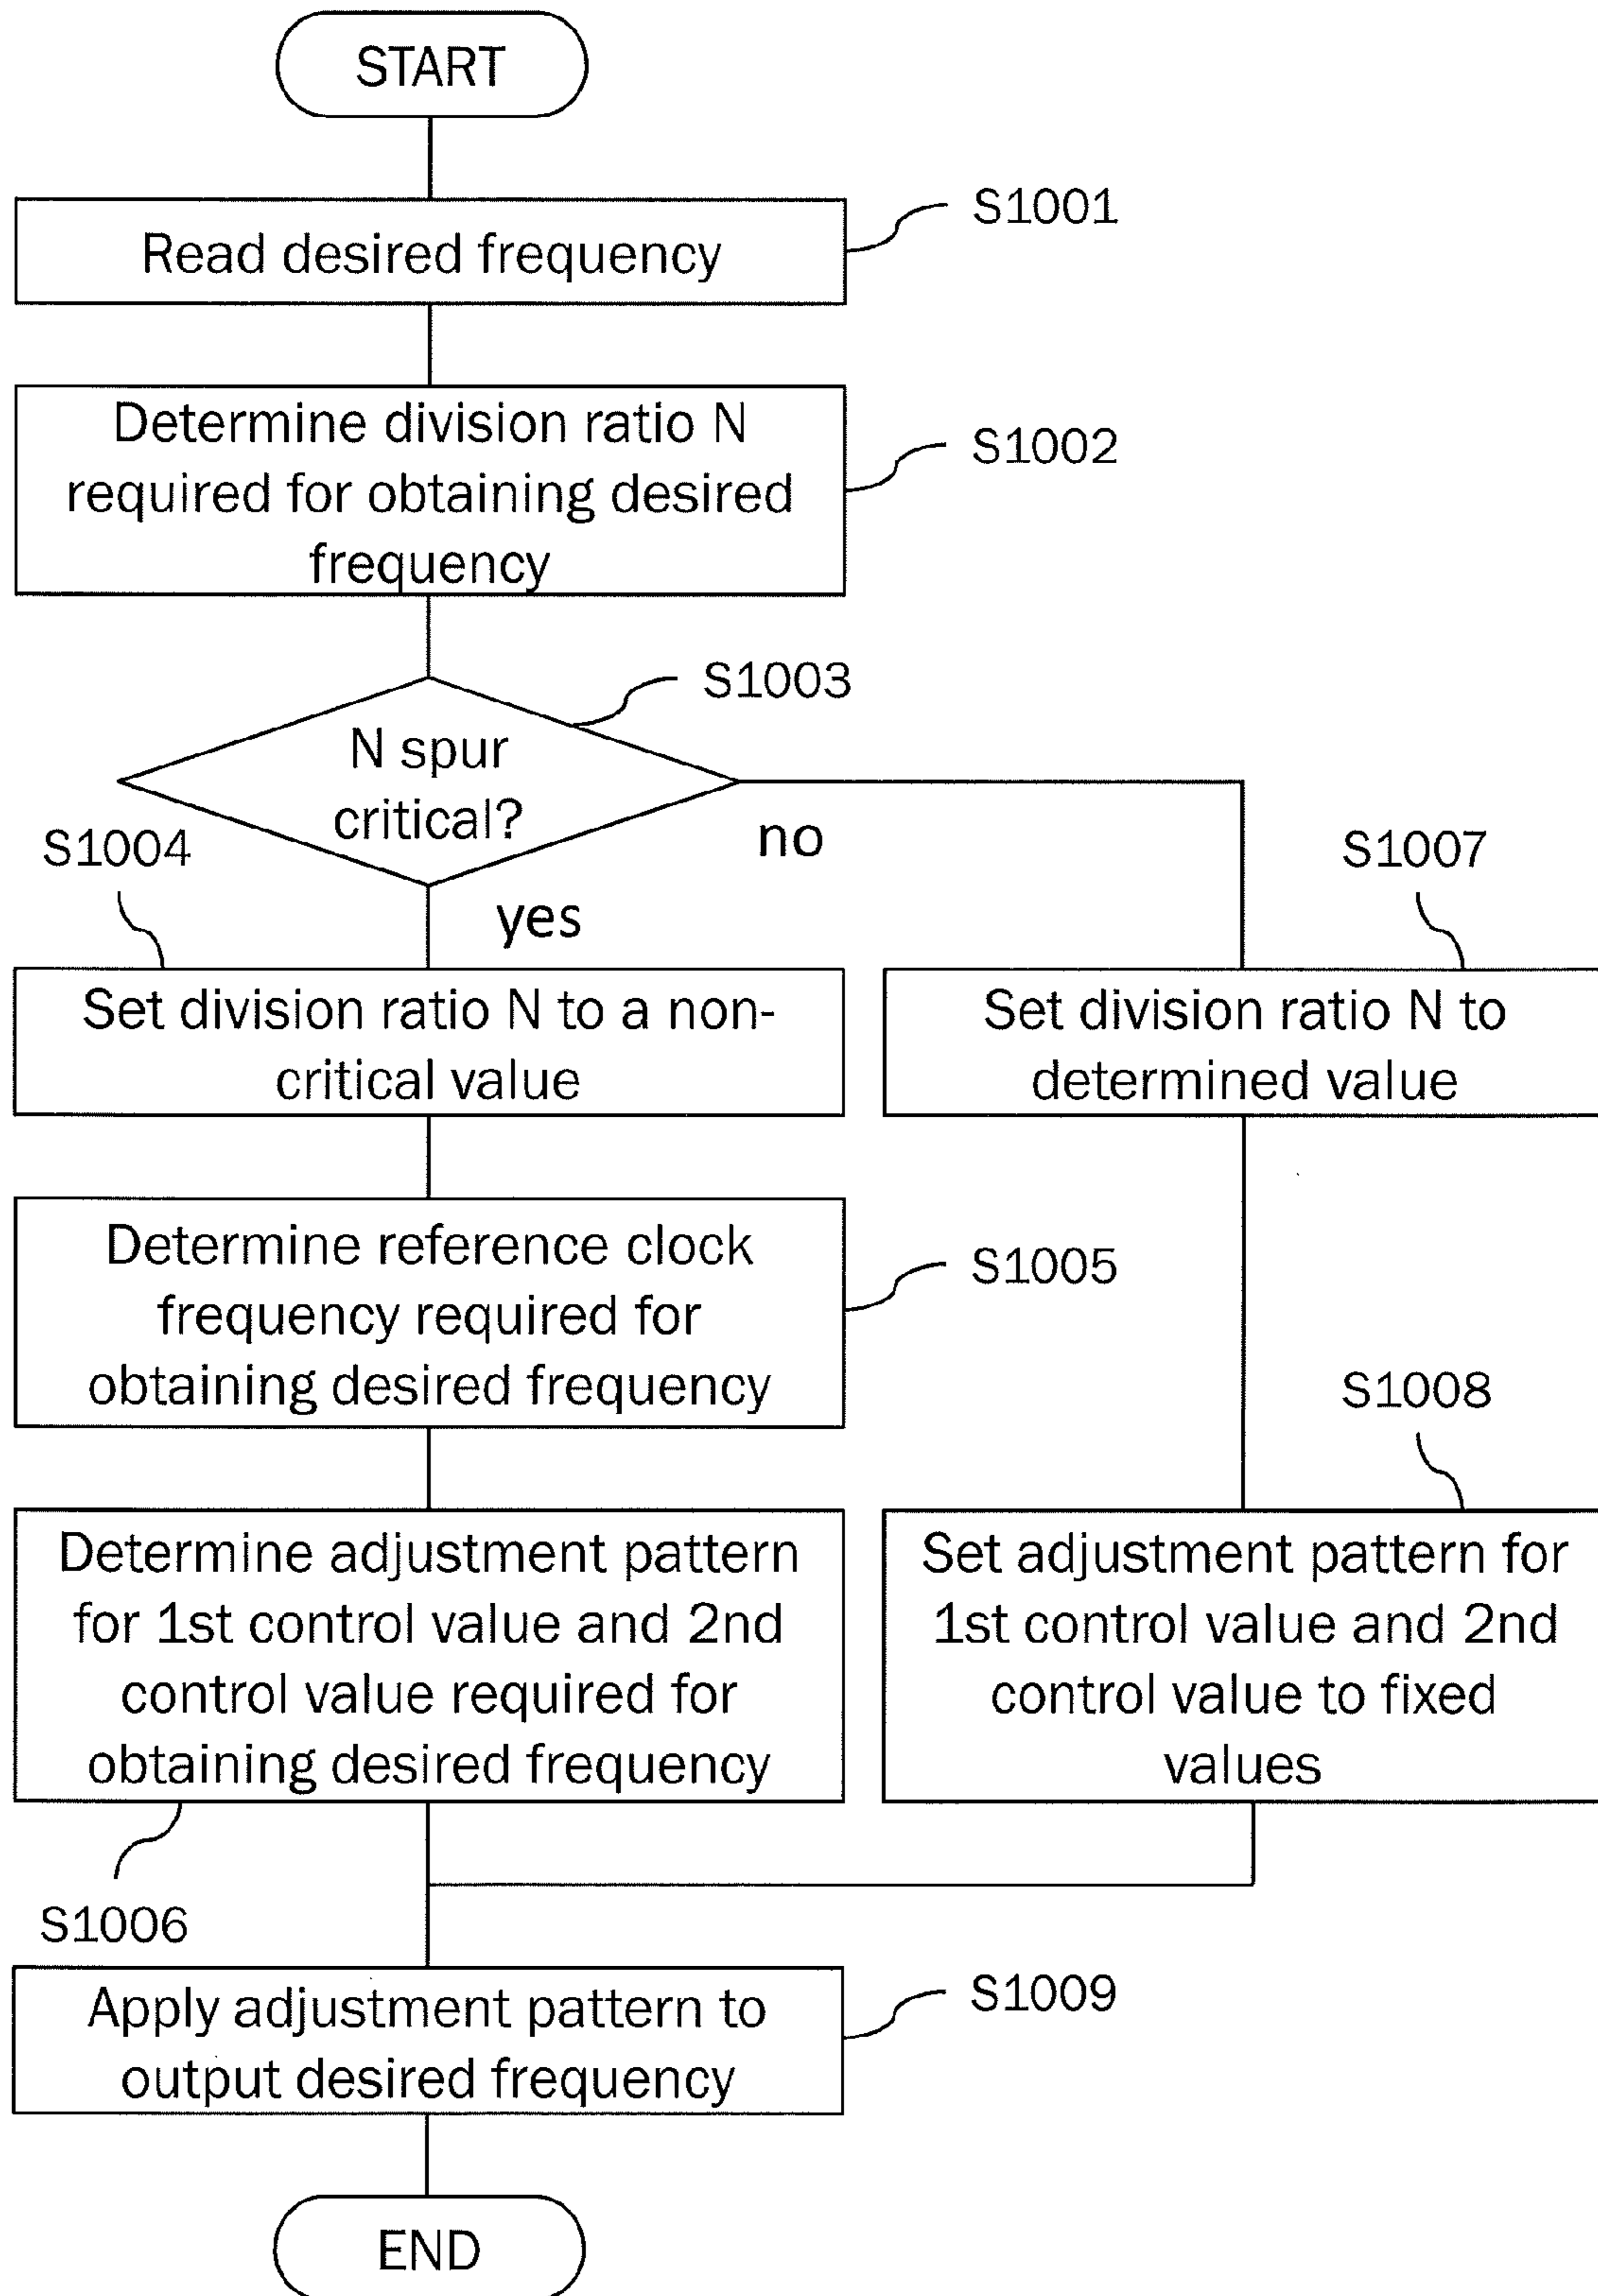 START
S1001
Read desired frequency
Determine division ratio N
required for obtaining desired
frequency
S1002
S1003
N spur
critical?
no
yes
S1004
Set division ratio N to a non-
critical value
S1007
Set division ratio N to
determined value
Determine reference clock
frequency required for
obtaining desired frequency
S1005
S1008
Determine adjustment pattern
for 1st control value and 2nd
control value required for
obtaining desired frequency
S1006
Set adjustment pattern for
1st control value and 2nd
control value to fixed
values
Apply adjustment pattern to
output desired frequency
S1009
END